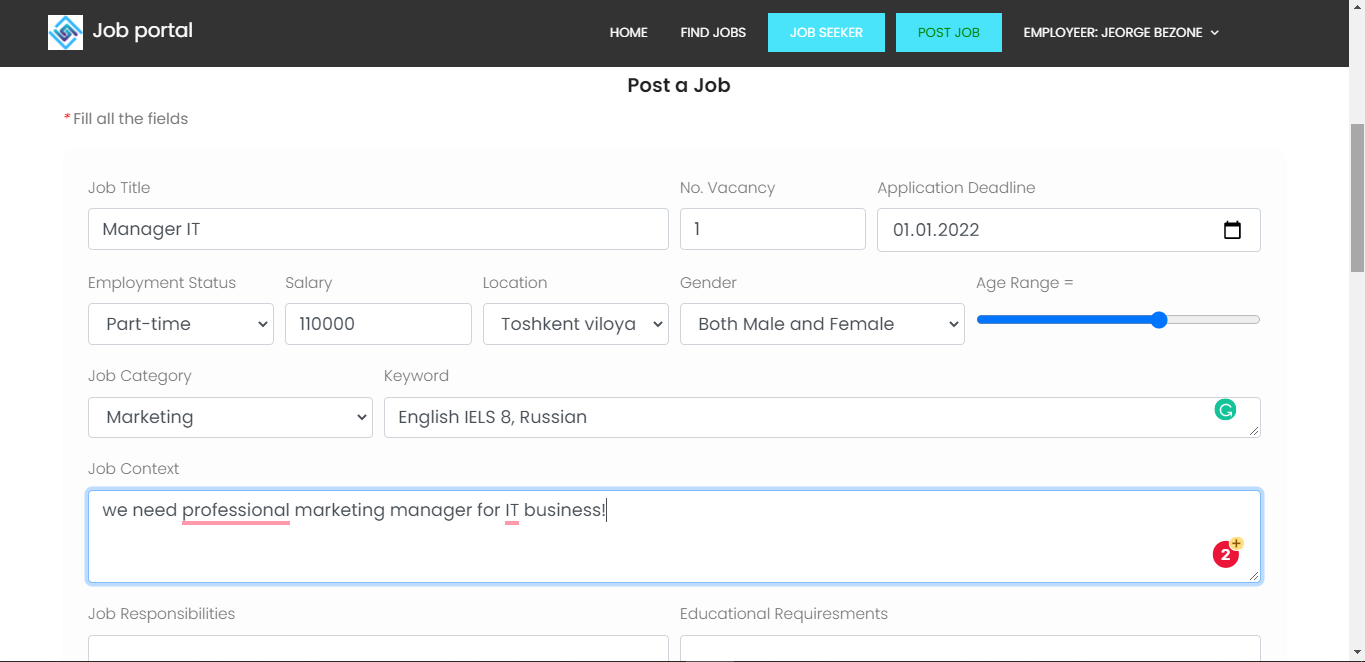 Job portal
HOME FIND JOBS JOB SEEKER POST JOB EMPLOYEER: JEORGE BEZONE
Post a Job
* Fill all the fields
Job Title No. Vacancy Application Deadline
Manager IT 1 01.01.2022
Employment Status Salary Location Gender Age Range =
Part-time 110000 Toshkent viloya Both Male and Female
Job Category Keyword
Marketing English IELS 8, Russian
Job Context
we need professional marketing manager for IT business!
2
Job Responsibilities Educational Requiresments